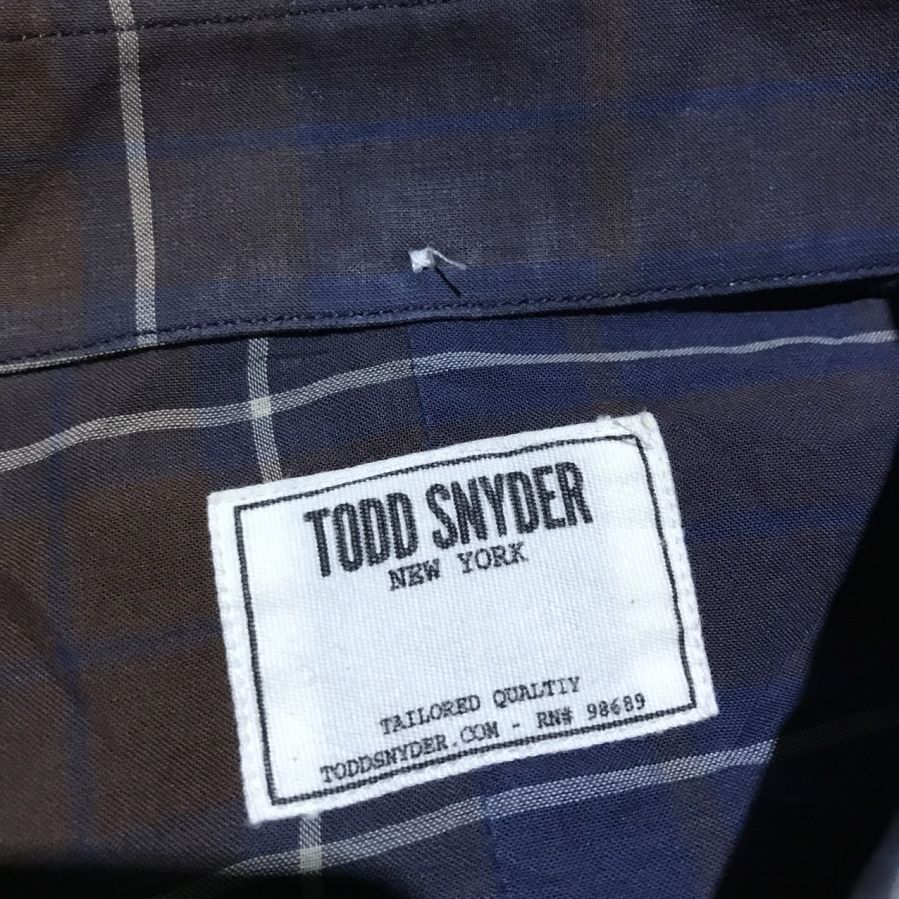 TODD SNYDER
NEW YORK
TAILORED QUALTIY
TODDSNYDER.COM - RN# 98689